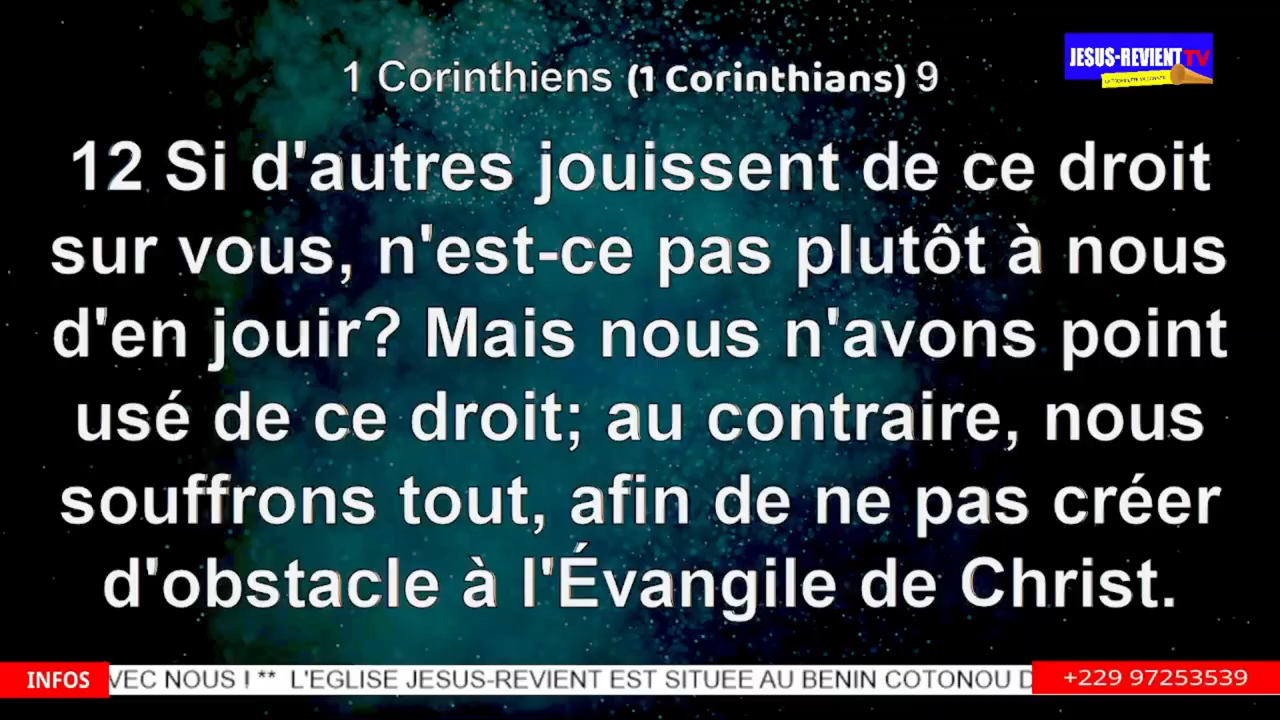 1 Corinthiens (1 Corinthians) 9
JESUS-REVIENT TV
12 Si d'autres jouissent de ce droit
sur vous, n'est-ce pas plutôt à nous
d'en jouir? Mais nous n'avons point
usé de ce droit; au contraire, nous
souffrons tout, afin de ne pas créer
d'obstacle à l'Évangile de Christ.
INFOS VEC NOUS ! ** L'EGLISE JESUS-REVIENT EST SITUEE AU BENIN COTONOU D +229 97253539